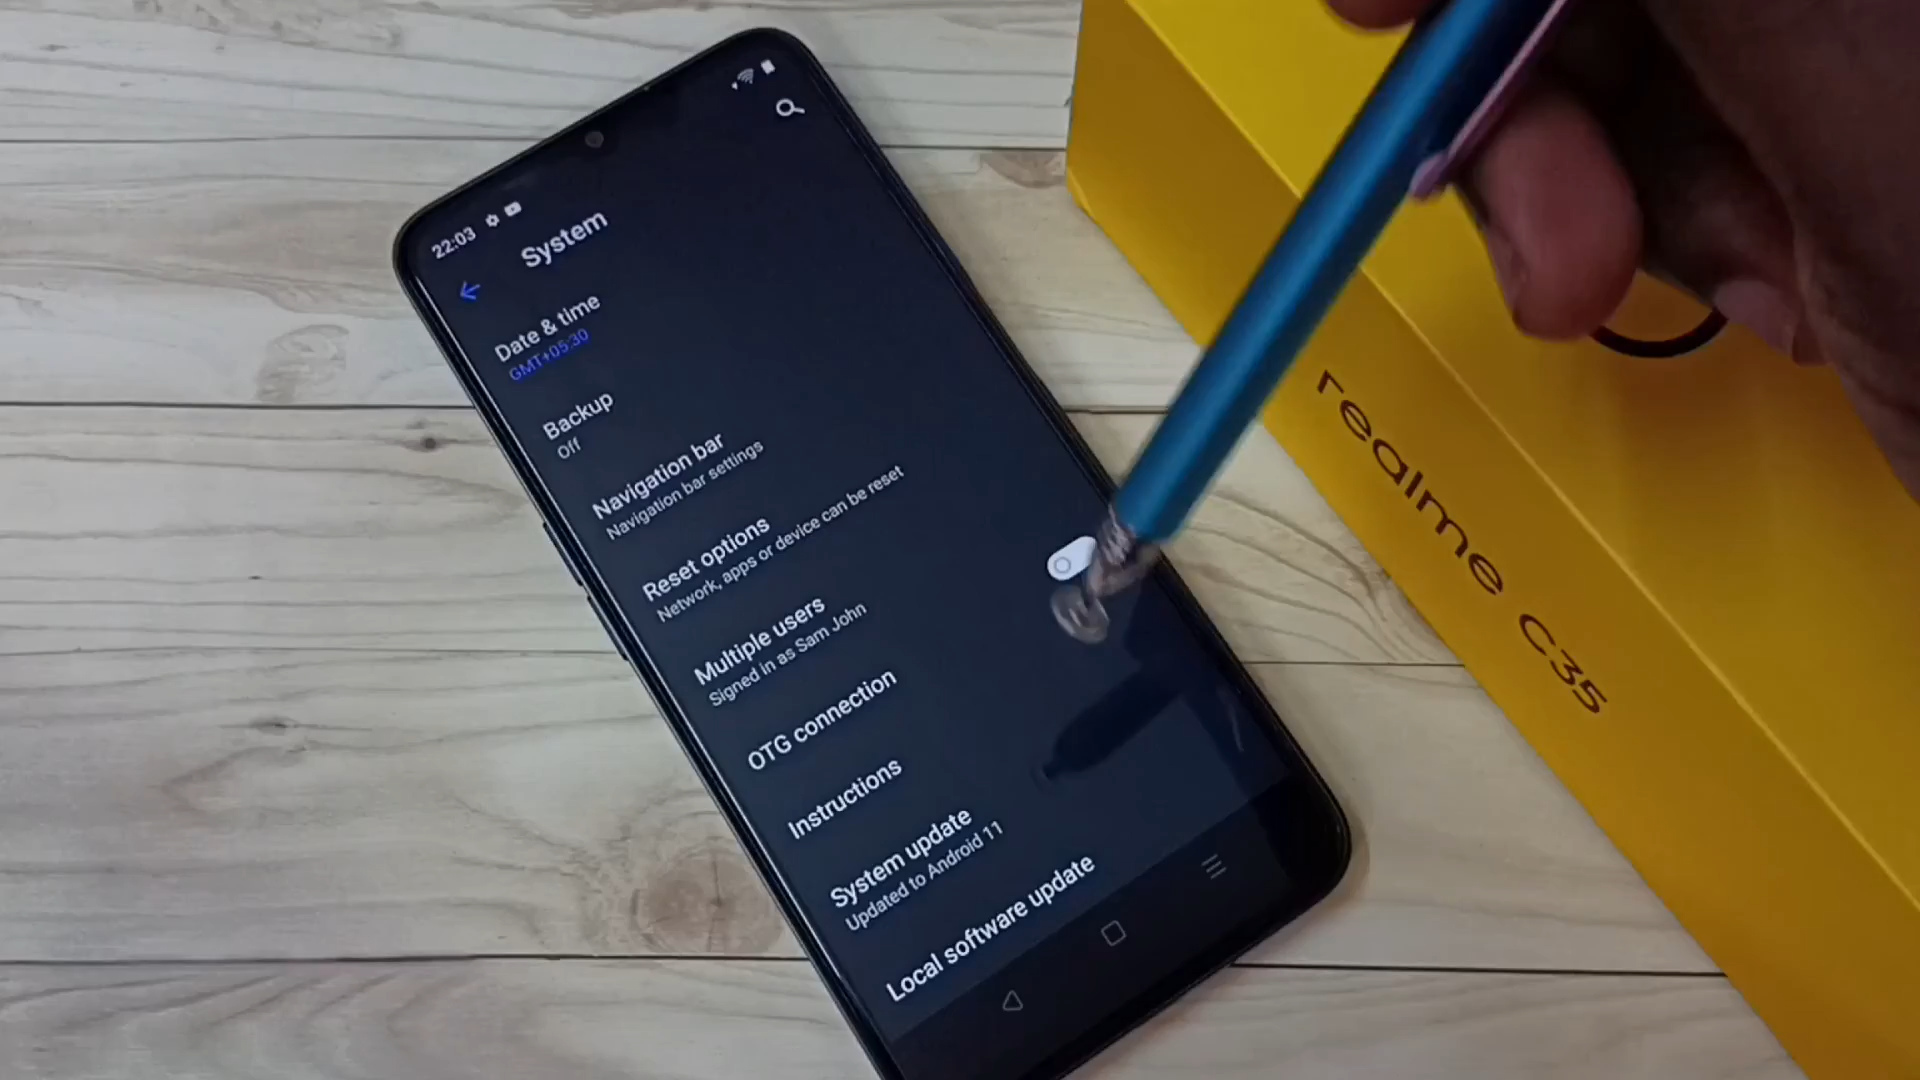 22:03
System
Date & time
GMT+05:30
Backup
Off
Navigation bar
Navigation bar settings
Reset options
Network, apps or device can be reset
Multiple users
Signed in as Sam John
OTG connection
Instructions
System update
Updated to Android 11
Local software update
realme C35